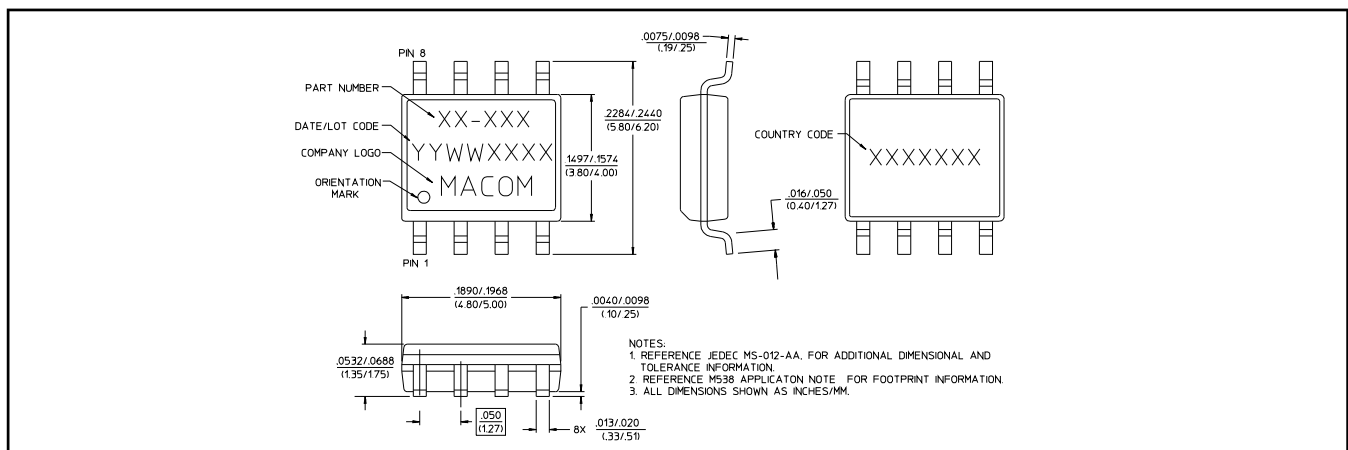 PIN 8
PART NUMBER
XX-XXX
DATE/LOT CODE
YYWWXXXX
COMPANY LOGO
MACOM
ORIENTATION
MARK
PIN 1
.2284/.2440
(5.80/6.20)
.1497/.1574
(3.80/4.00)
.0075/.0098
(.19/.25)
.016/.050
(0.40/1.27)
COUNTRY CODE
XXXXXXX
.1890/.1968
(4.80/5.00)
.0040/.0098
(.10/.25)
.0532/.0688
(1.35/1.75)
.050
(1.27)
8X .013/.020
(.33/.51)
NOTES:
1. REFERENCE JEDEC MS-012-AA, FOR ADDITIONAL DIMENSIONAL AND
TOLERANCE INFORMATION.
2. REFERENCE M538 APPLICATON NOTE FOR FOOTPRINT INFORMATION.
3. ALL DIMENSIONS SHOWN AS INCHES/MM.